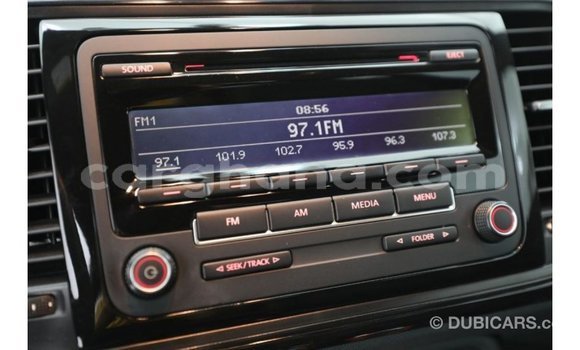 SOUND
EJECT
FM1
08:56
97.1FM
97.1 101.9 102.7 95.9 96.3 107.3
carghana.com
FM AM MEDIA MENU
SEEK/TRACK
FOLDER
© DUBICARS.c